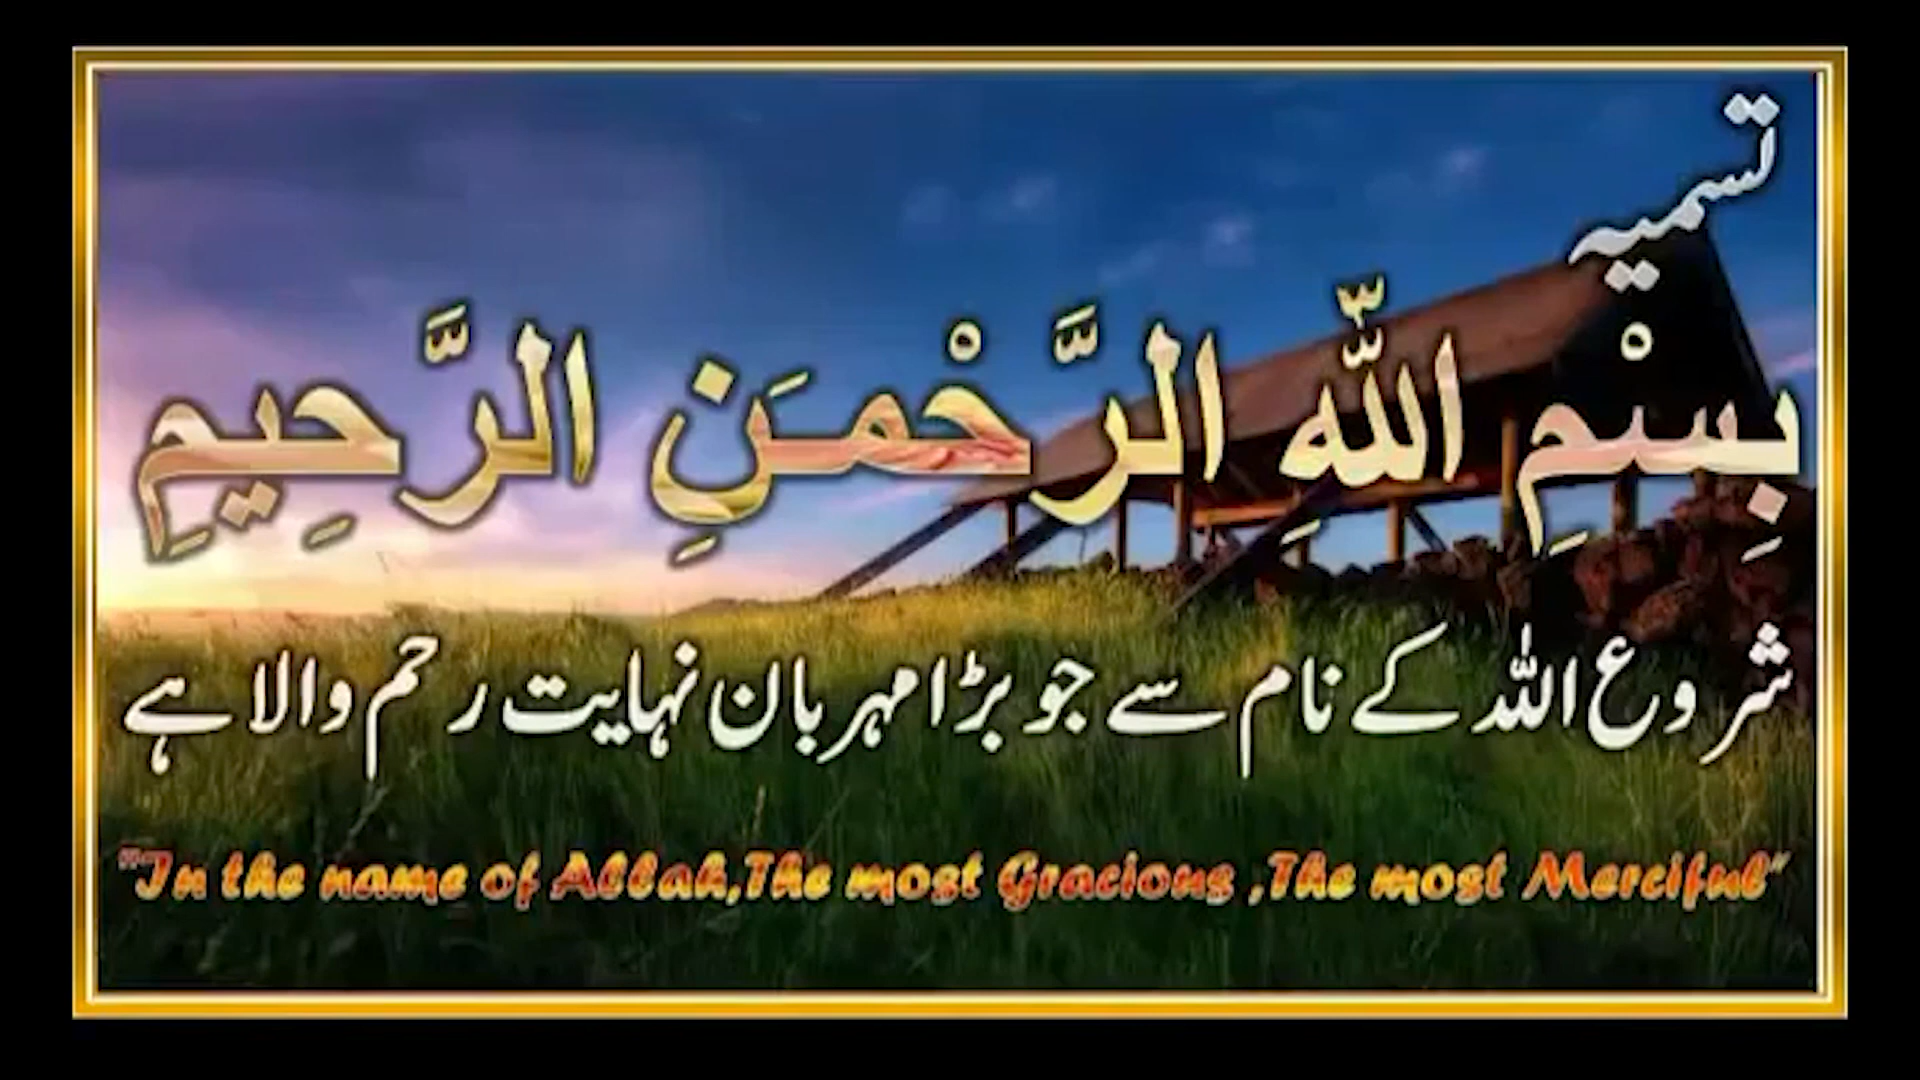 تسمیہ
بِسْمِ اللّٰهِ الرَّحْمَنِ الرَّحِيمِ
شروع اللہ کے نام سے جو بڑا مہربان نہایت رحم والا ہے
"In the name of Allah,The most Gracious ,The most Merciful"